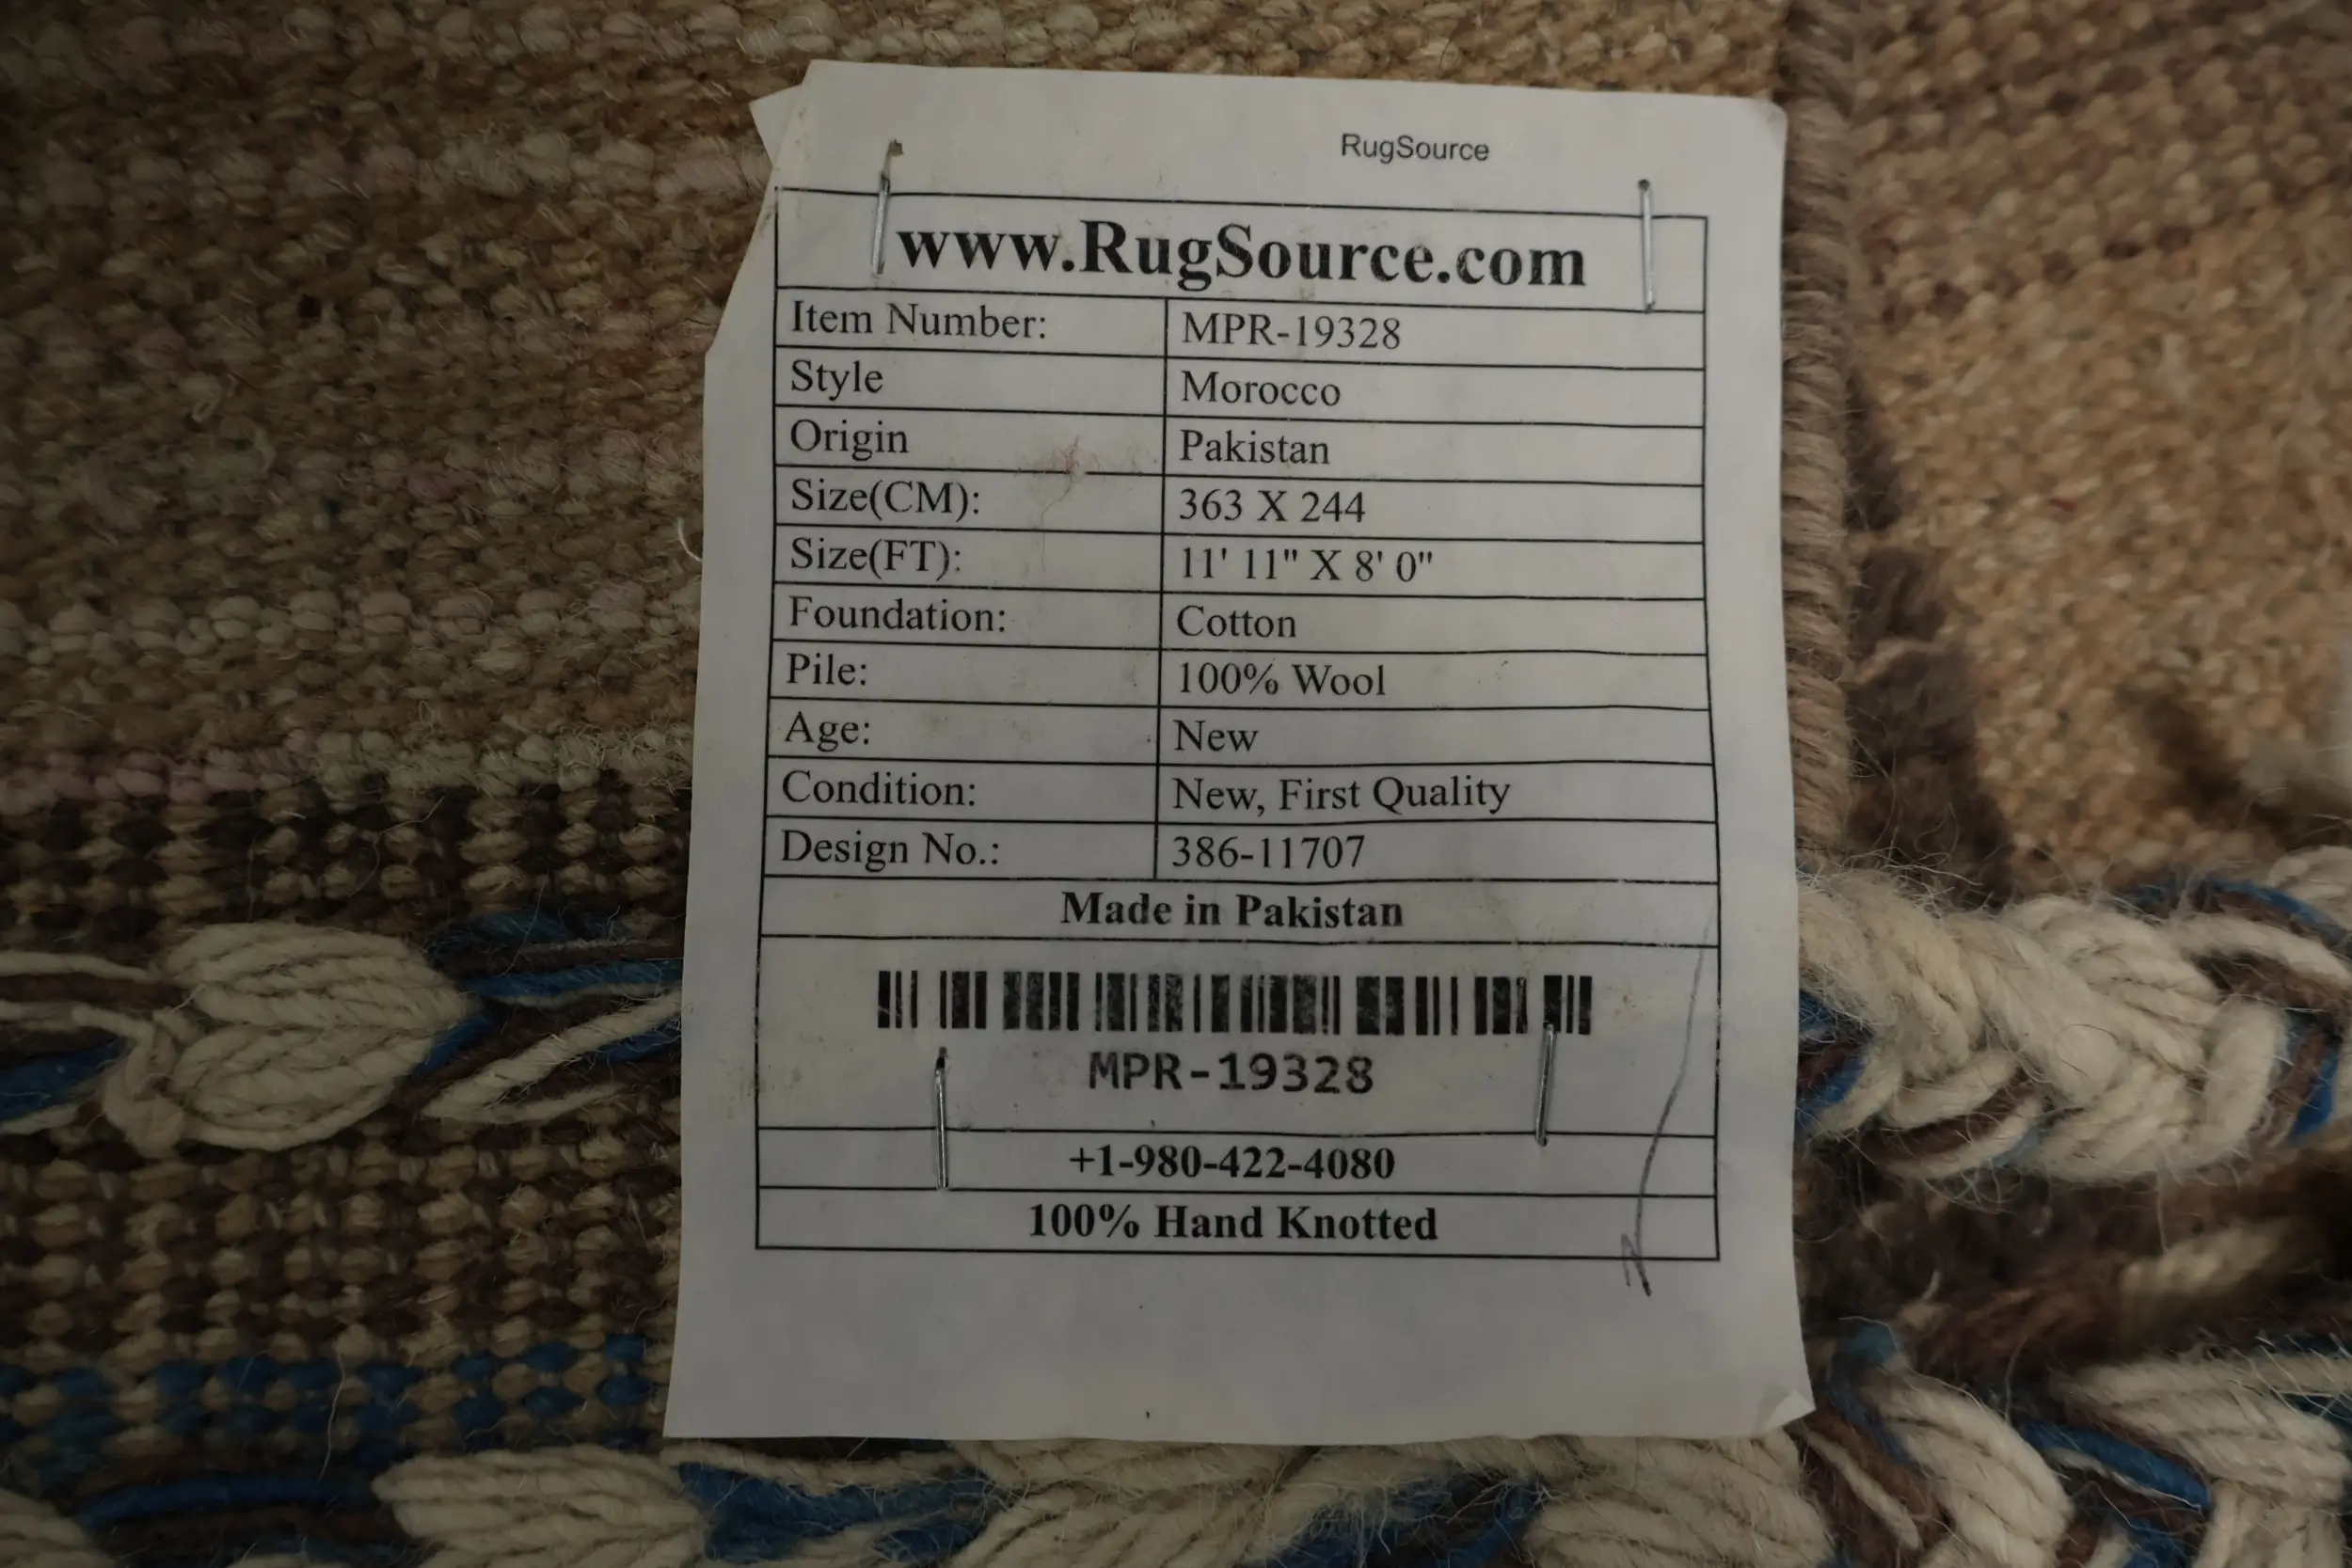 RugSource
www.RugSource.com
Item Number: MPR-19328
Style Morocco
Origin Pakistan
Size(CM): 363 X 244
Size(FT): 11' 11" X 8' 0"
Foundation: Cotton
Pile: 100% Wool
Age: New
Condition: New, First Quality
Design No.: 386-11707
Made in Pakistan
MPR-19328
+1-980-422-4080
100% Hand Knotted